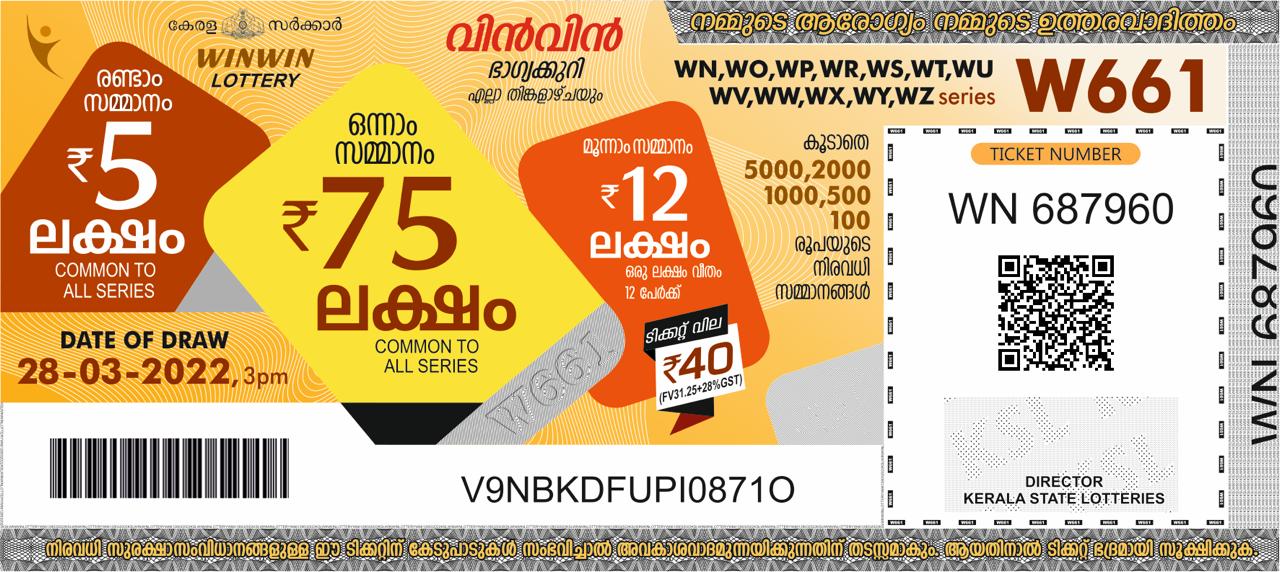 കേരള സർക്കാർ
WINWIN
LOTTERY
വിൻവിൻ
ഭാഗ്യക്കുറി
എല്ലാ തിങ്കളാഴ്ചയും
നമ്മുടെ ആരോഗ്യം നമ്മുടെ ഉത്തരവാദിത്തം
WN,WO,WP,WR,WS,WT,WU
WV,WW,WX,WY,WZ series
W661
രണ്ടാം
സമ്മാനം
₹5
ലക്ഷം
COMMON TO
ALL SERIES
ഒന്നാം
സമ്മാനം
₹75
ലക്ഷം
COMMON TO
ALL SERIES
മൂന്നാം സമ്മാനം
₹12
ലക്ഷം
ഒരു ലക്ഷം വീതം
12 പേർക്ക്
കൂടാതെ
5000,2000
1000,500
100
രൂപയുടെ
നിരവധി
സമ്മാനങ്ങൾ
ടിക്കറ്റ് വില
₹40
(FV31.25+28%GST)
DATE OF DRAW
28-03-2022, 3pm
W661
V9NBKDFUPI0871O
TICKET NUMBER
WN 687960
KSL KSL
KSL
DIRECTOR
KERALA STATE LOTTERIES
WN 687960
നിരവധി സുരക്ഷാസംവിധാനങ്ങളുള്ള ഈ ടിക്കറ്റിന് കേടുപാടുകൾ സംഭവിച്ചാൽ അവകാശവാദമുന്നയിക്കുന്നതിന് തടസ്സമാകും. ആയതിനാൽ ടിക്കറ്റ് ഭദ്രമായി സൂക്ഷിക്കുക.